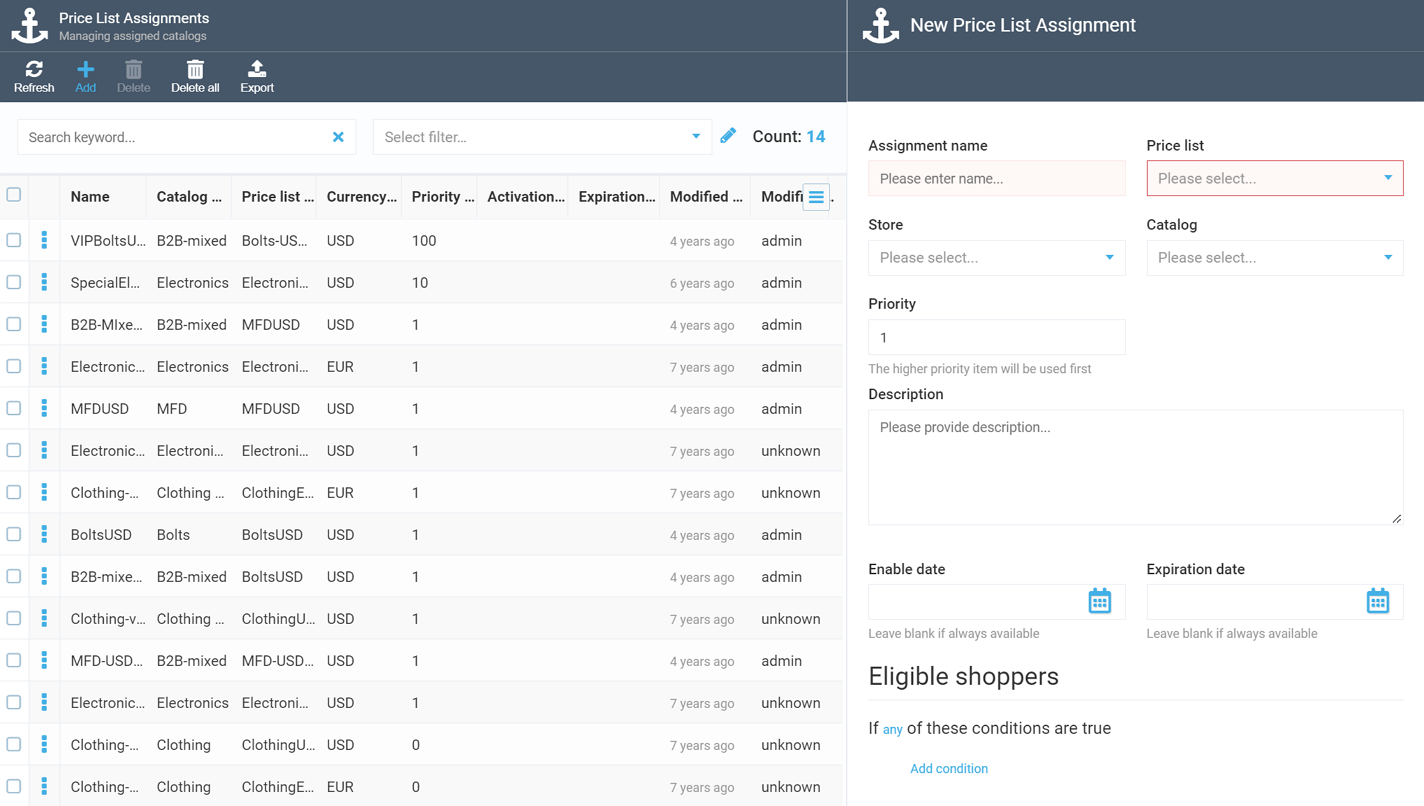 Price List Assignments
Managing assigned catalogs
Refresh Add Delete Delete all Export
Search keyword... Select filter... Count: 14
Name Catalog ... Price list ... Currency... Priority ... Activation... Expiration... Modified ... Modifi
VIPBoltsU... B2B-mixed Bolts-US... USD 100 4 years ago admin
SpecialEl... Electronics Electroni... USD 10 6 years ago admin
B2B-MIxe... B2B-mixed MFDUSD USD 1 4 years ago admin
Electronic... Electronics Electroni... EUR 1 7 years ago admin
MFDUSD MFD MFDUSD USD 1 4 years ago admin
Electronic... Electroni... Electroni... USD 1 7 years ago unknown
Clothing-... Clothing ... ClothingE... EUR 1 7 years ago unknown
BoltsUSD Bolts BoltsUSD USD 1 4 years ago admin
B2B-mixe... B2B-mixed BoltsUSD USD 1 4 years ago admin
Clothing-v... Clothing ... ClothingU... USD 1 7 years ago unknown
MFD-USD... B2B-mixed MFD-USD... USD 1 4 years ago admin
Electronic... Electronics Electroni... USD 1 7 years ago unknown
Clothing-... Clothing ClothingU... USD 0 7 years ago unknown
Clothing-... Clothing ClothingE... EUR 0 7 years ago unknown
New Price List Assignment
Assignment name Price list
Please enter name... Please select...
Store Catalog
Please select... Please select...
Priority
1
The higher priority item will be used first
Description
Please provide description...
Enable date Expiration date
Leave blank if always available Leave blank if always available
Eligible shoppers
If any of these conditions are true
Add condition